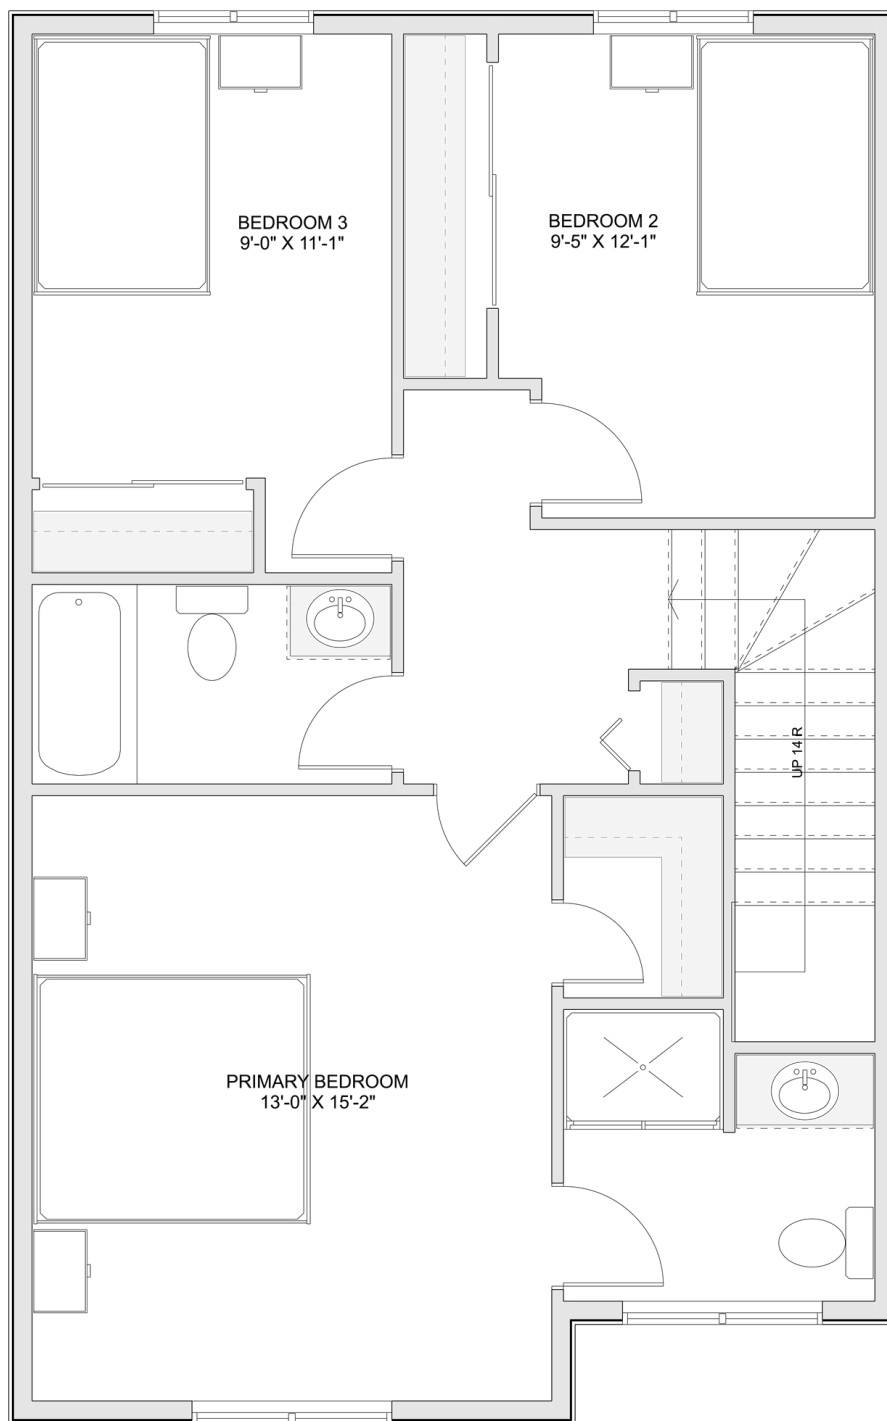 BEDROOM 3
9'-0" X 11'-1"
BEDROOM 2
9'-5" X 12'-1"
UP 14 R
PRIMARY BEDROOM
13'-0" X 15'-2"